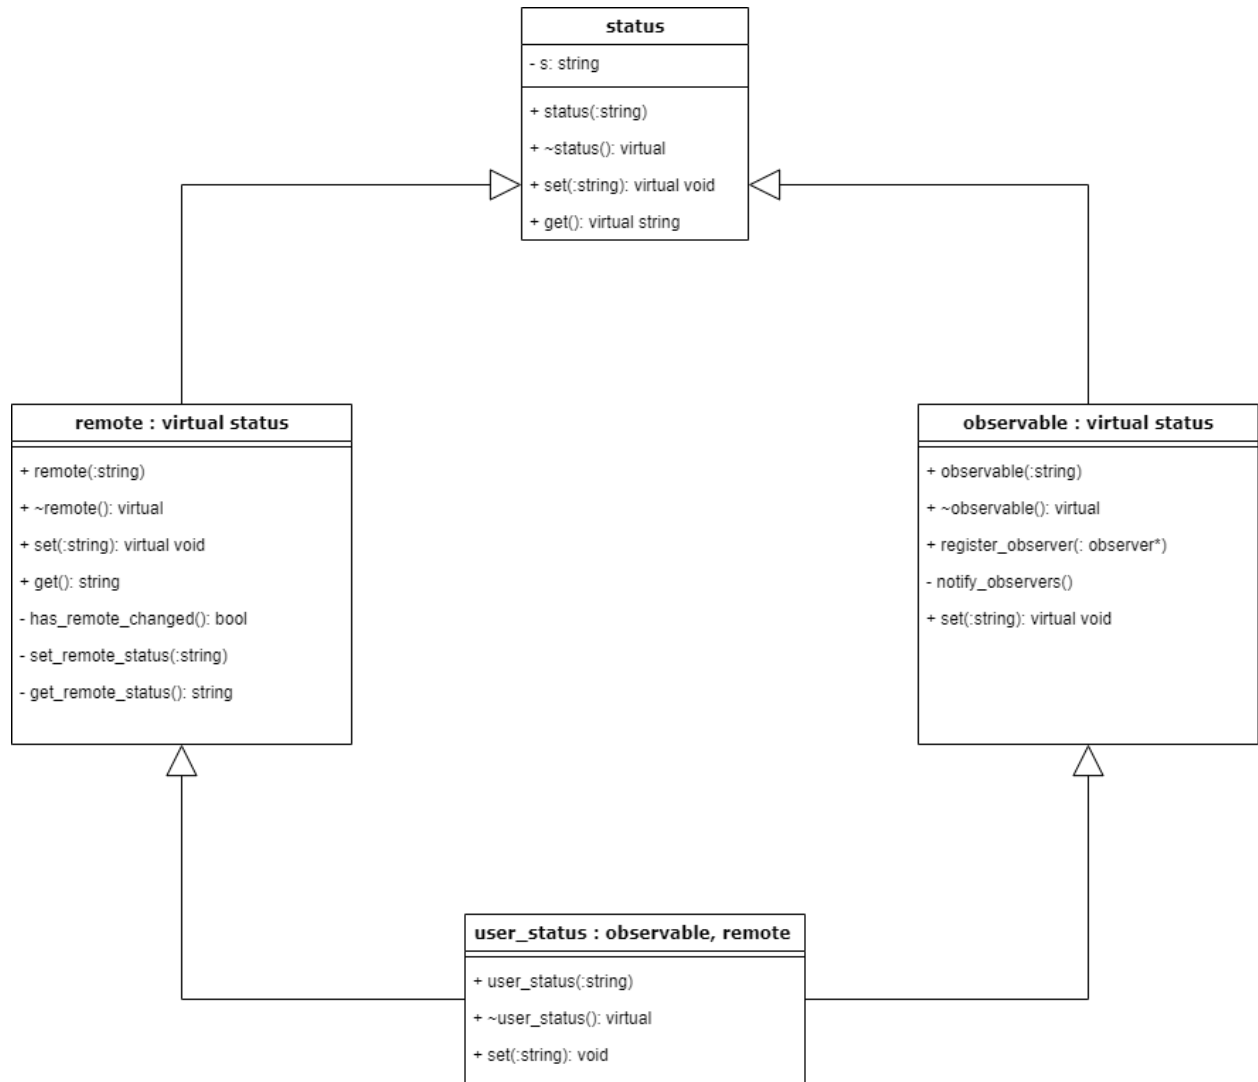 status
- s: string
+ status(:string)
+ ~status(): virtual
+ set(:string): virtual void
+ get(): virtual string
remote : virtual status
+ remote(:string)
+ ~remote(): virtual
+ set(:string): virtual void
+ get(): string
- has_remote_changed(): bool
- set_remote_status(:string)
- get_remote_status(): string
observable : virtual status
+ observable(:string)
+ ~observable(): virtual
+ register_observer(: observer*)
- notify_observers()
+ set(:string): virtual void
user_status : observable, remote
+ user_status(:string)
+ ~user_status(): virtual
+ set(:string): void